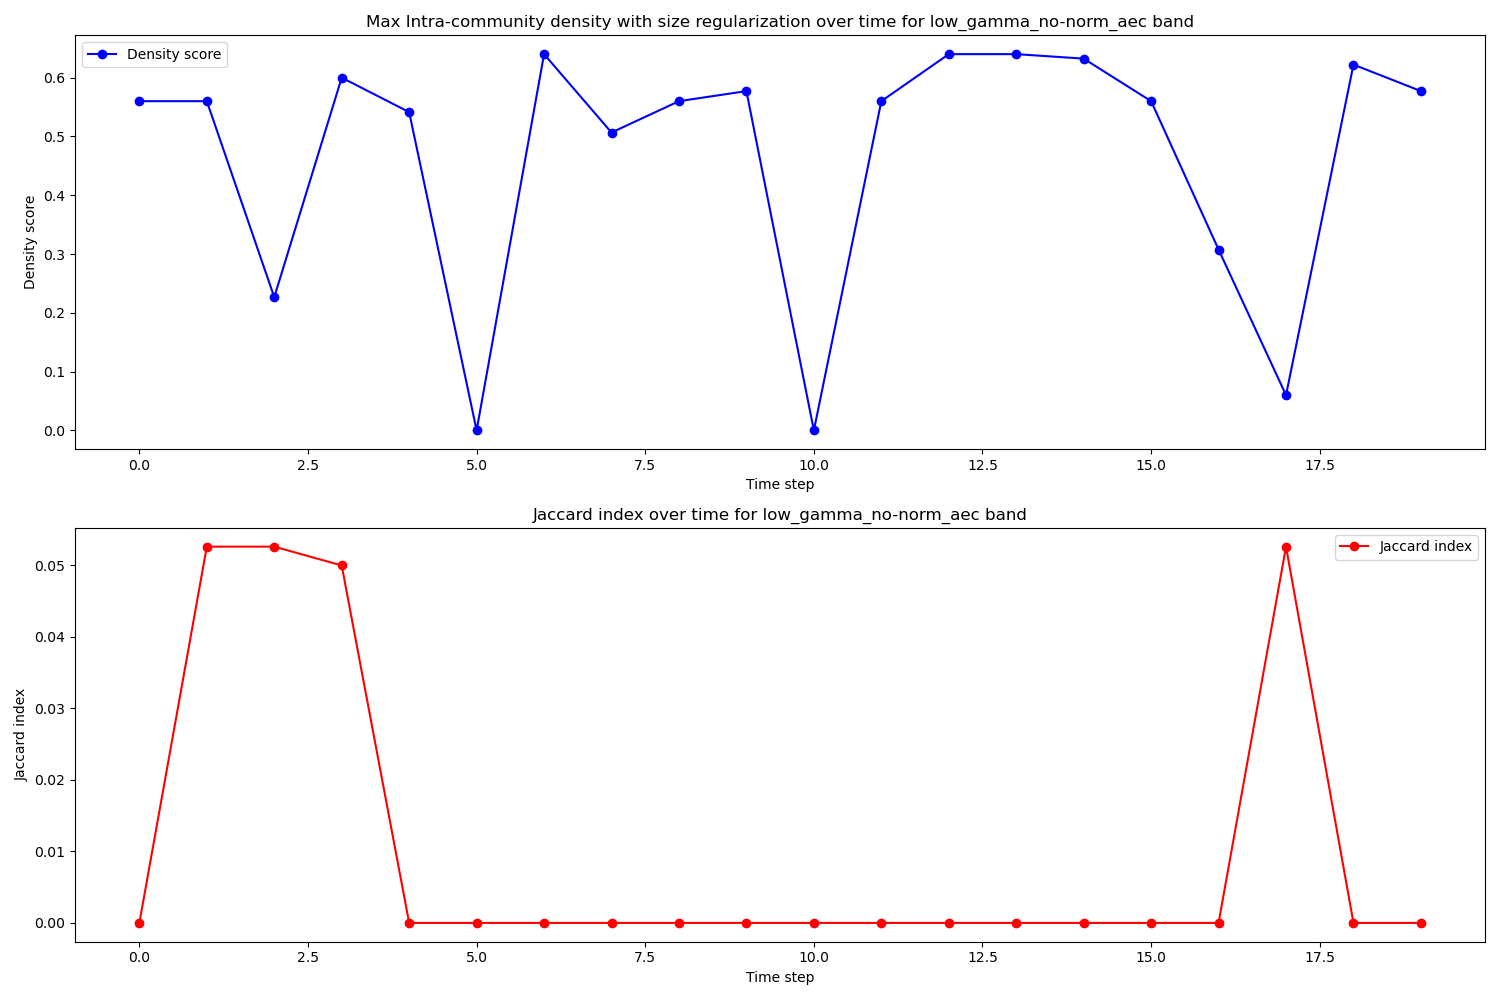 Max Intra-community density with size regularization over time for low_gamma_no-norm_aec band
Density score
Density score
0.6
0.5
0.4
0.3
0.2
0.1
0.0
0.0 2.5 5.0 7.5 10.0 12.5 15.0 17.5
Time step
Jaccard index over time for low_gamma_no-norm_aec band
Jaccard index
Jaccard index
0.05
0.04
0.03
0.02
0.01
0.00
0.0 2.5 5.0 7.5 10.0 12.5 15.0 17.5
Time step